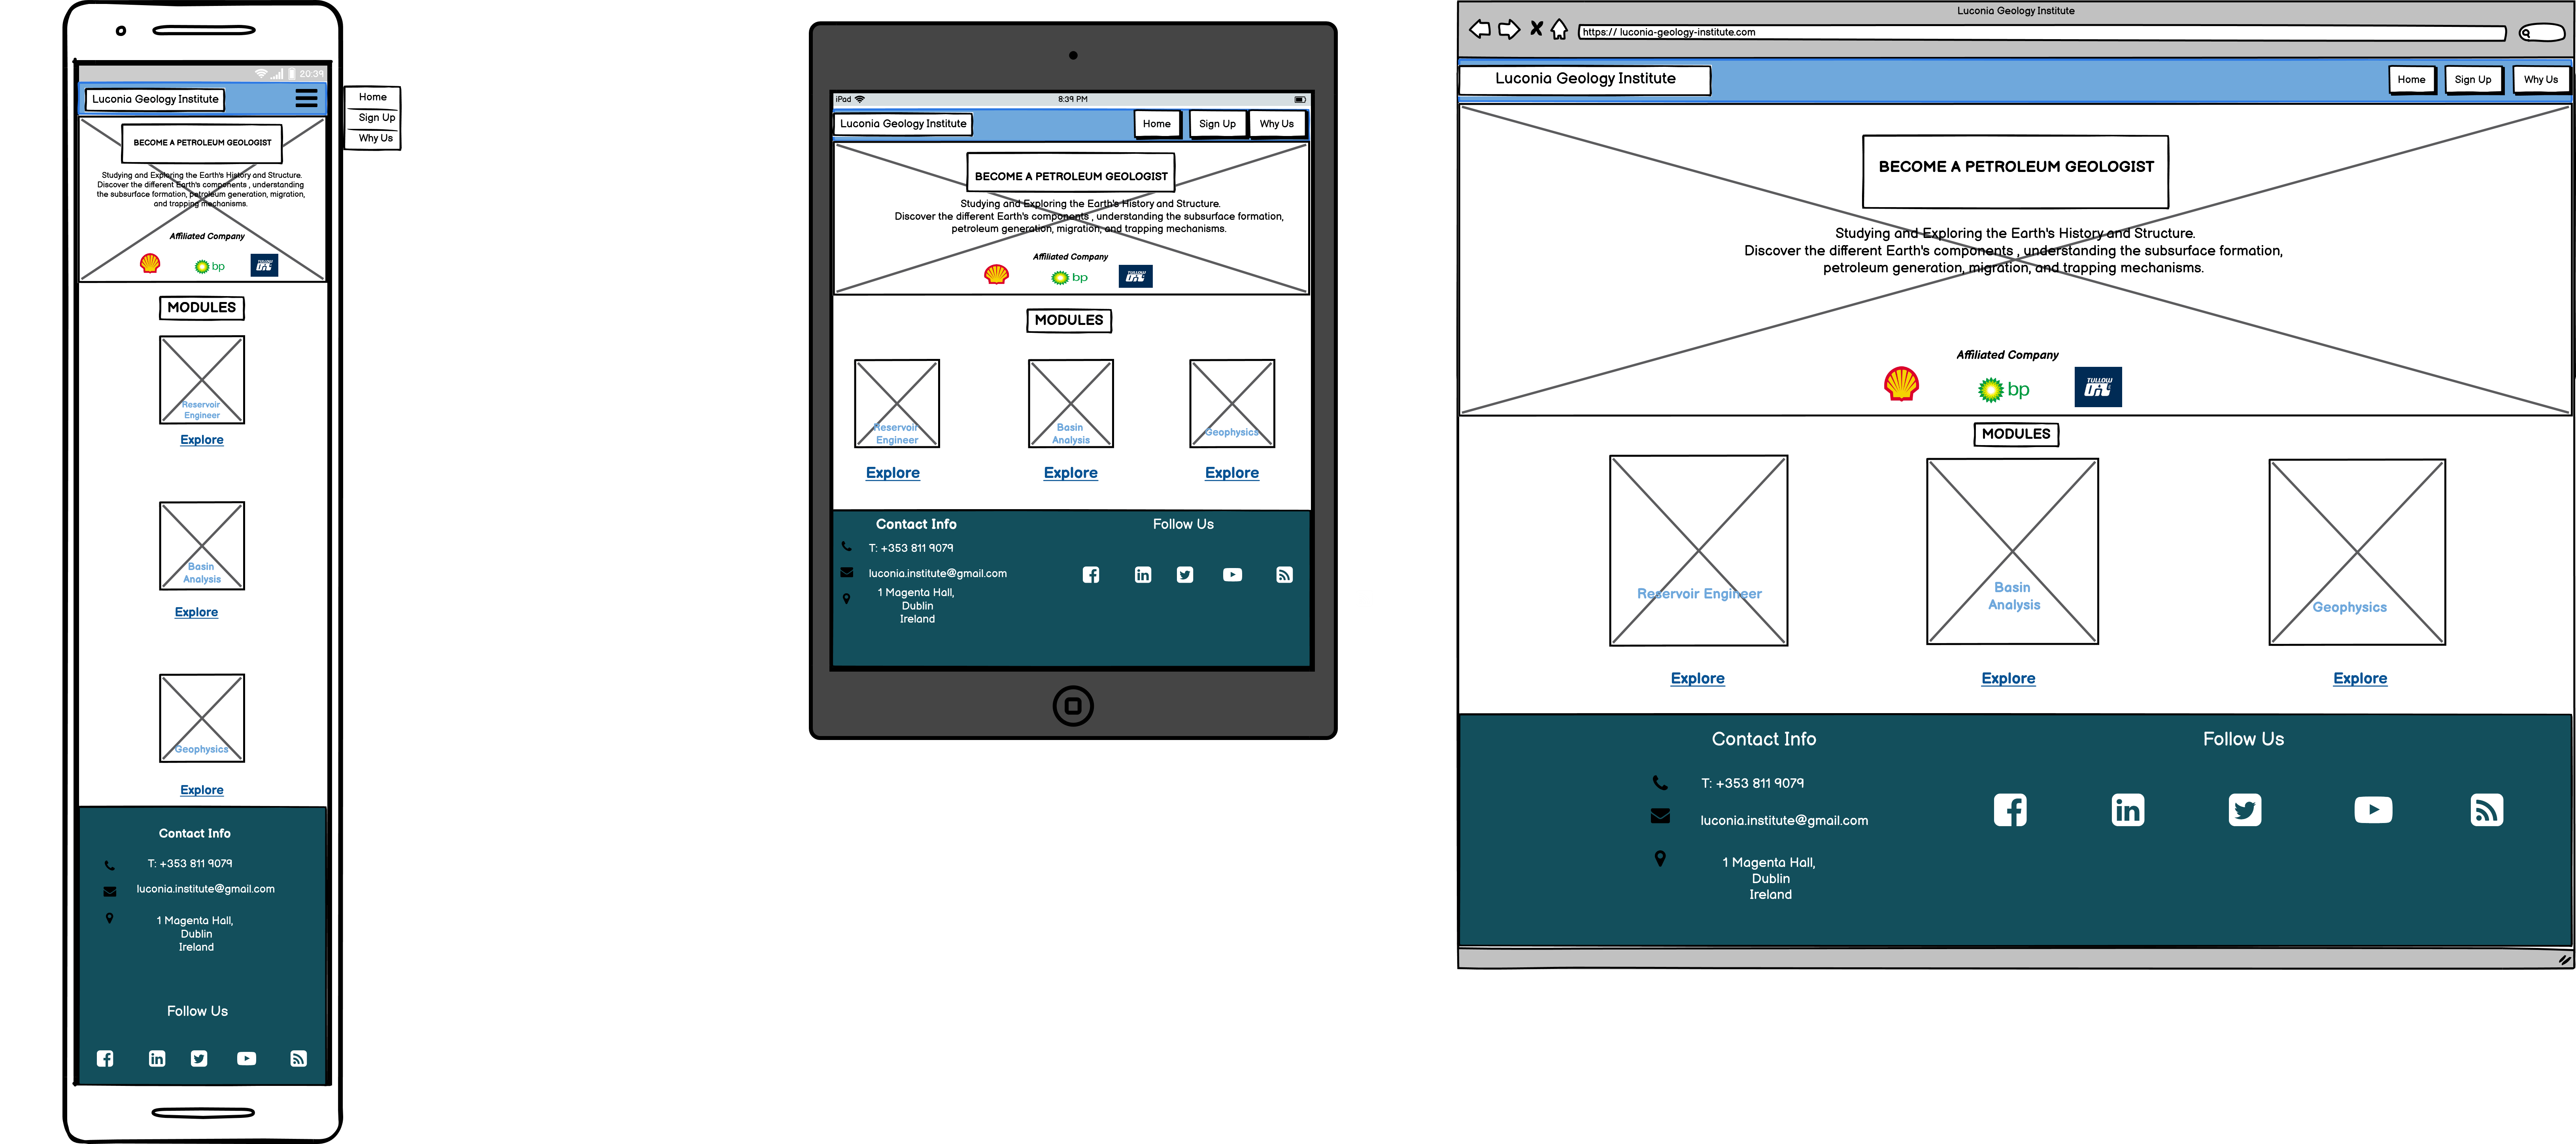 20:39
Luconia Geology Institute
Home
Sign Up
Why Us
BECOME A PETROLEUM GEOLOGIST
Studying and Exploring the Earth's History and Structure.
Discover the different Earth's components , understanding
the subsurface formation, petroleum generation, migration,
and trapping mechanisms.
Affiliated Company
bp
TULLOW
OIL
MODULES
Reservoir
Engineer
Explore
Basin
Analysis
Explore
Geophysics
Explore
Contact Info
T: +353 811 9079
luconia.institute@gmail.com
1 Magenta Hall,
Dublin
Ireland
Follow Us
iPad
8:39 PM
Luconia Geology Institute
Home
Sign Up
Why Us
BECOME A PETROLEUM GEOLOGIST
Studying and Exploring the Earth's History and Structure.
Discover the different Earth's components , understanding the subsurface formation,
petroleum generation, migration, and trapping mechanisms.
Affiliated Company
bp
TULLOW
OIL
MODULES
Reservoir
Engineer
Basin
Analysis
Geophysics
Explore
Explore
Explore
Contact Info
T: +353 811 9079
luconia.institute@gmail.com
1 Magenta Hall,
Dublin
Ireland
Follow Us
Luconia Geology Institute
https:// luconia-geology-institute.com
Luconia Geology Institute
Home
Sign Up
Why Us
BECOME A PETROLEUM GEOLOGIST
Studying and Exploring the Earth's History and Structure.
Discover the different Earth's components , understanding the subsurface formation,
petroleum generation, migration, and trapping mechanisms.
Affiliated Company
bp
TULLOW
OIL
MODULES
Reservoir Engineer
Basin
Analysis
Geophysics
Explore
Explore
Explore
Contact Info
T: +353 811 9079
luconia.institute@gmail.com
1 Magenta Hall,
Dublin
Ireland
Follow Us